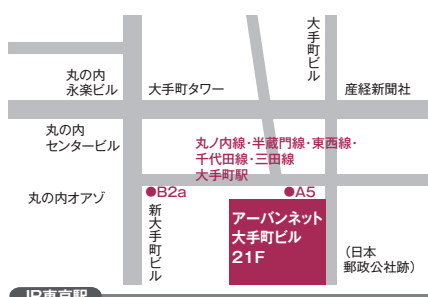 大手町ビル
丸の内
永楽ビル
大手町タワー
産経新聞社
丸の内
センタービル
丸ノ内線・半蔵門線・東西線・
千代田線・三田線
大手町駅
丸の内オアゾ
●B2a
●A5
新大手町ビル
アーバンネット
大手町ビル
21F
(日本
郵政公社跡)
JR東京駅